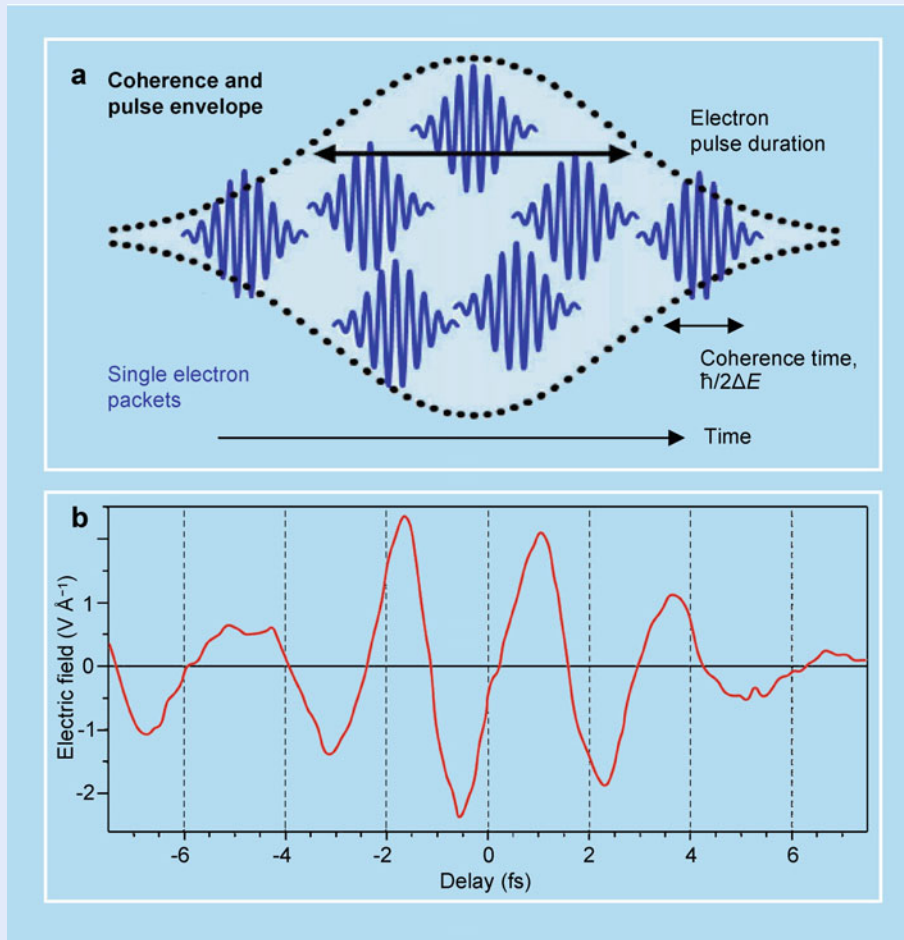 a
Coherence and
pulse envelope
Electron
pulse duration
Single electron
packets
Coherence time,
ħ/2ΔE
Time
b
Electric field (V Å⁻¹)
1
0
-1
-2
-6 -4 -2 0 2 4 6
Delay (fs)